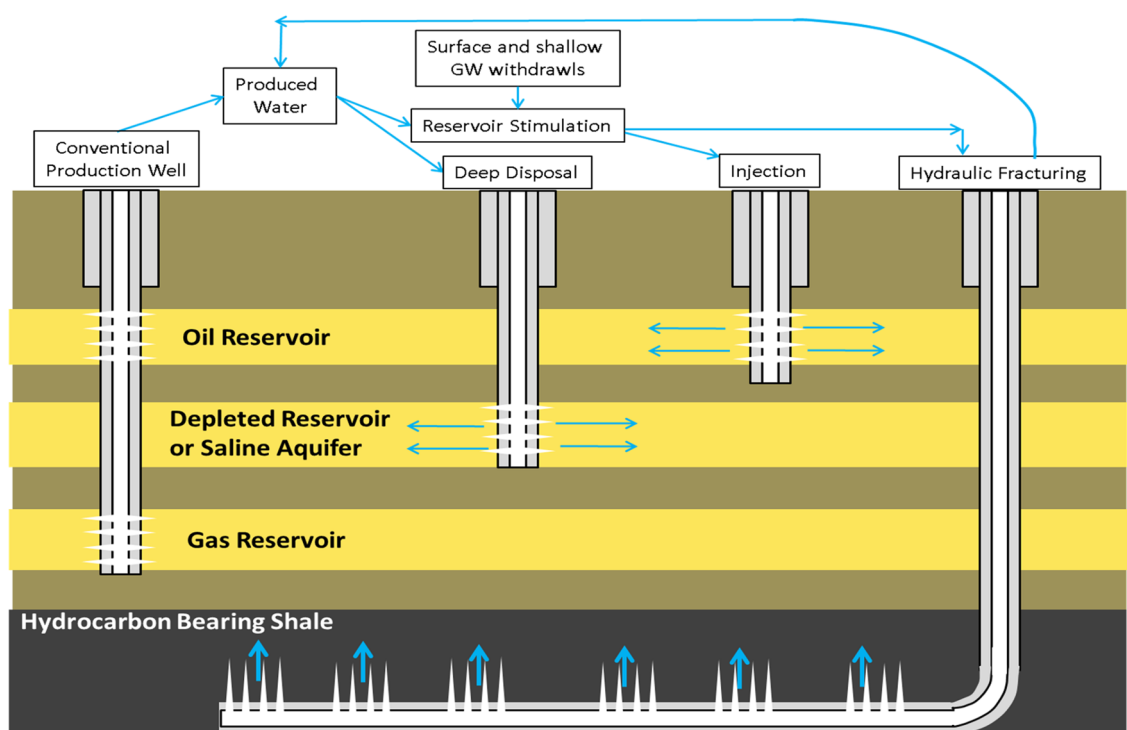 Surface and shallow
GW withdrawls
Produced
Water
Reservoir Stimulation
Conventional
Production Well
Deep Disposal
Injection
Hydraulic Fracturing
Oil Reservoir
Depleted Reservoir
or Saline Aquifer
Gas Reservoir
Hydrocarbon Bearing Shale